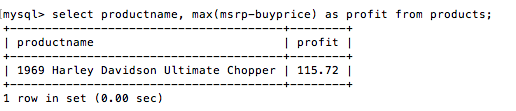 mysql> select productname, max(msrp-buyprice) as profit from products;
+---------------------------------------+--------+
| productname                           | profit |
+---------------------------------------+--------+
| 1969 Harley Davidson Ultimate Chopper | 115.72 |
+---------------------------------------+--------+
1 row in set (0.00 sec)